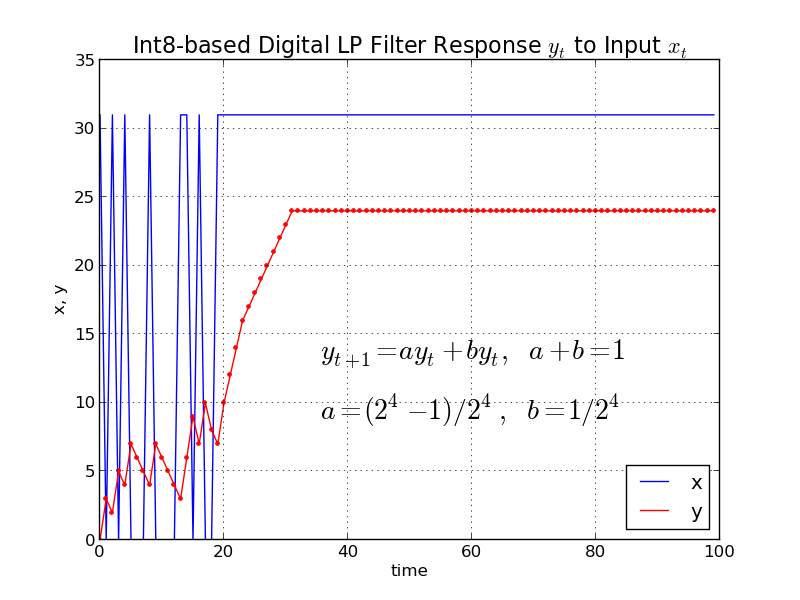 Int8-based Digital LP Filter Response $y_t$ to Input $x_t$
35
30
25
20
15
10
5
0
x, y
$y_{t+1} = ay_t + by_t, \; a + b = 1$
$a = (2^4 - 1)/2^4 \;, \; b = 1/2^4$
x
y
0 20 40 60 80 100
time